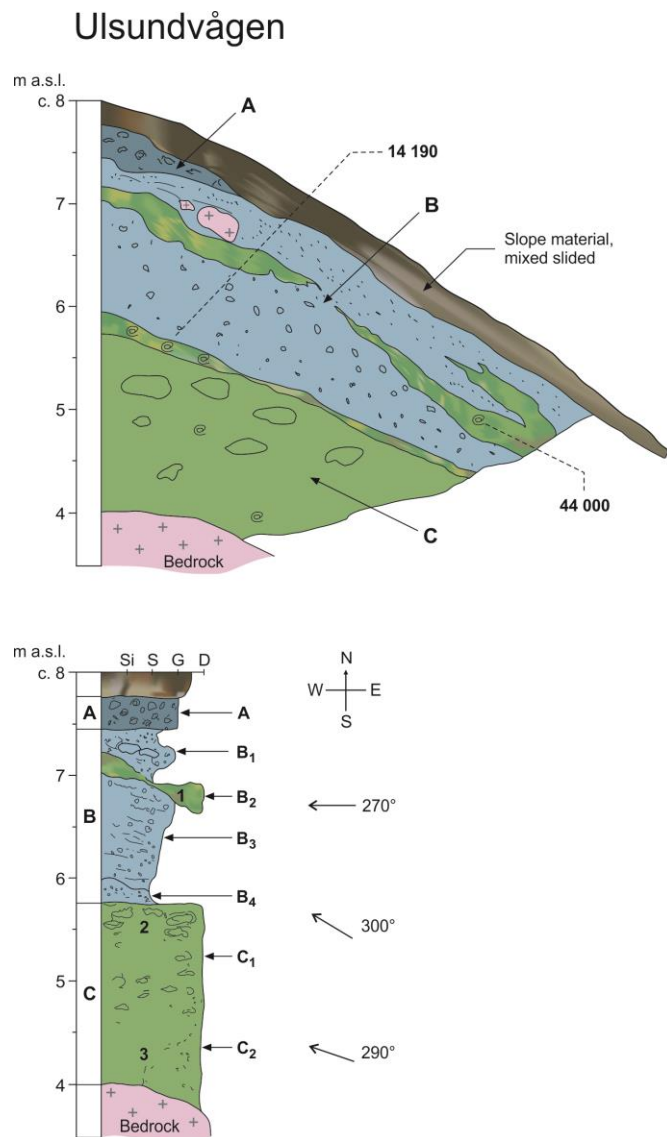 Ulsundvågen
m a.s.l.
c. 8
7
6
5
4
A
14 190
B
Slope material,
mixed slided
44 000
C
Bedrock
m a.s.l.
c. 8
7
6
5
4
Si S G D
N
W E
S
A
A
B
B₁
1
B₂
270°
B₃
B₄
2
300°
C
C₁
3
C₂
290°
Bedrock